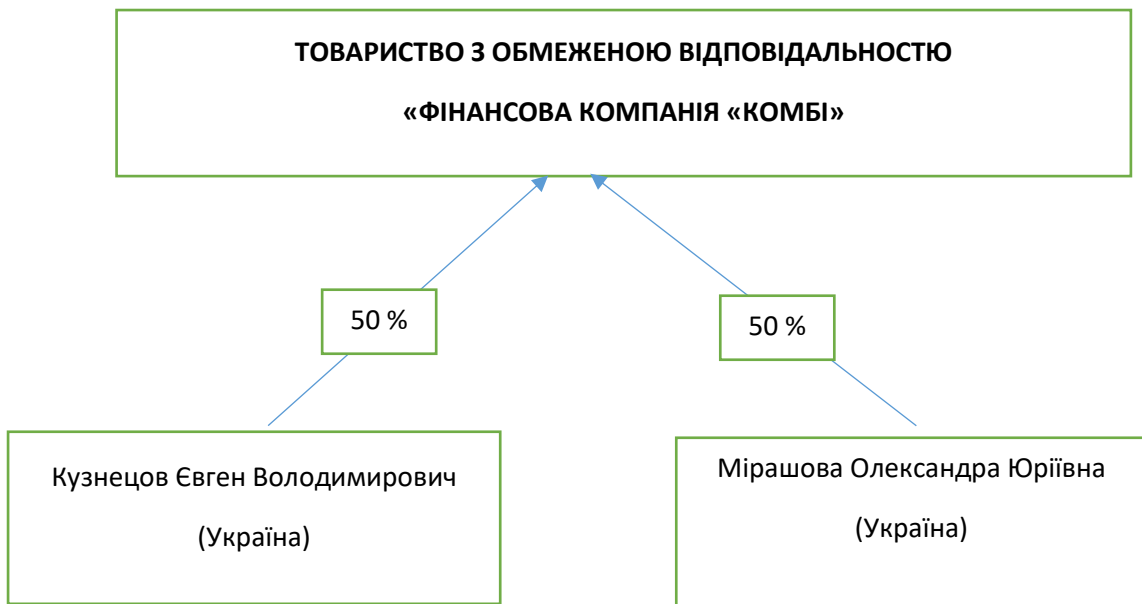 ТОВАРИСТВО З ОБМЕЖЕНОЮ ВІДПОВІДАЛЬНОСТЮ
«ФІНАНСОВА КОМПАНІЯ «КОМБІ»
50 %
50 %
Кузнецов Євген Володимирович
(Україна)
Мірашова Олександра Юріївна
(Україна)